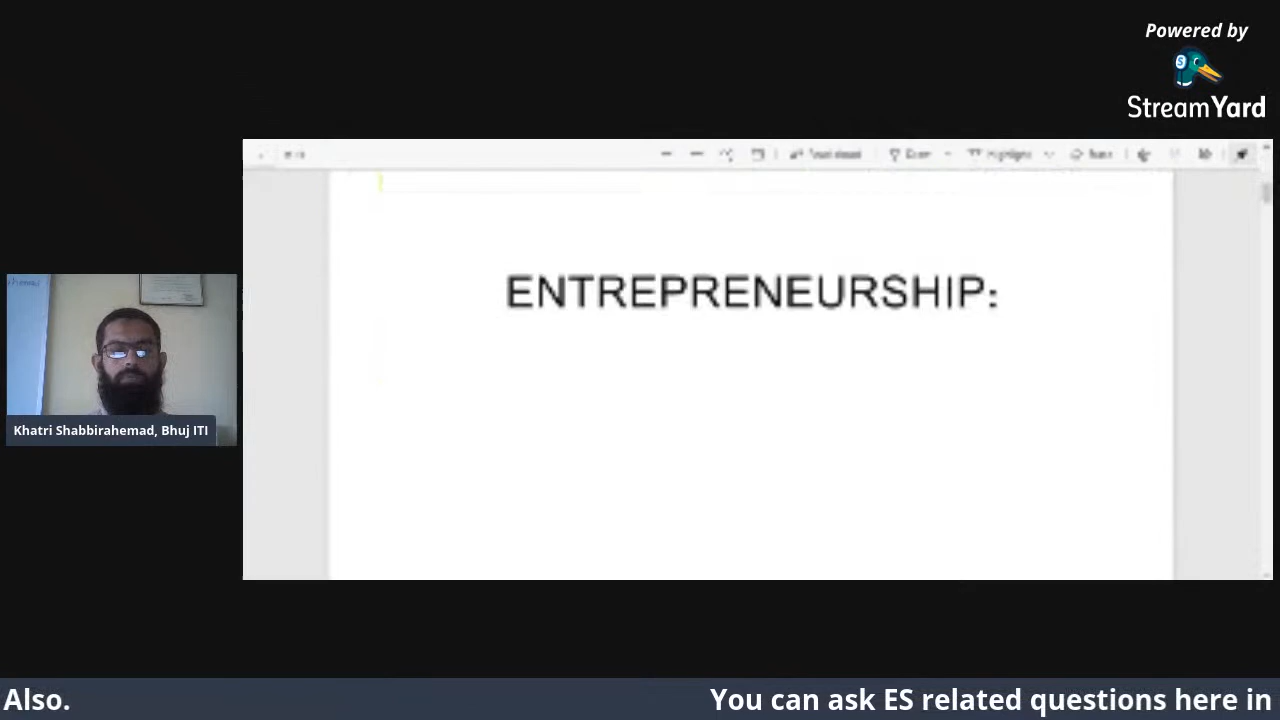 Powered by
StreamYard
ENTREPRENEURSHIP:
Khatri Shabbirahemad, Bhuj ITI
Also.
You can ask ES related questions here in